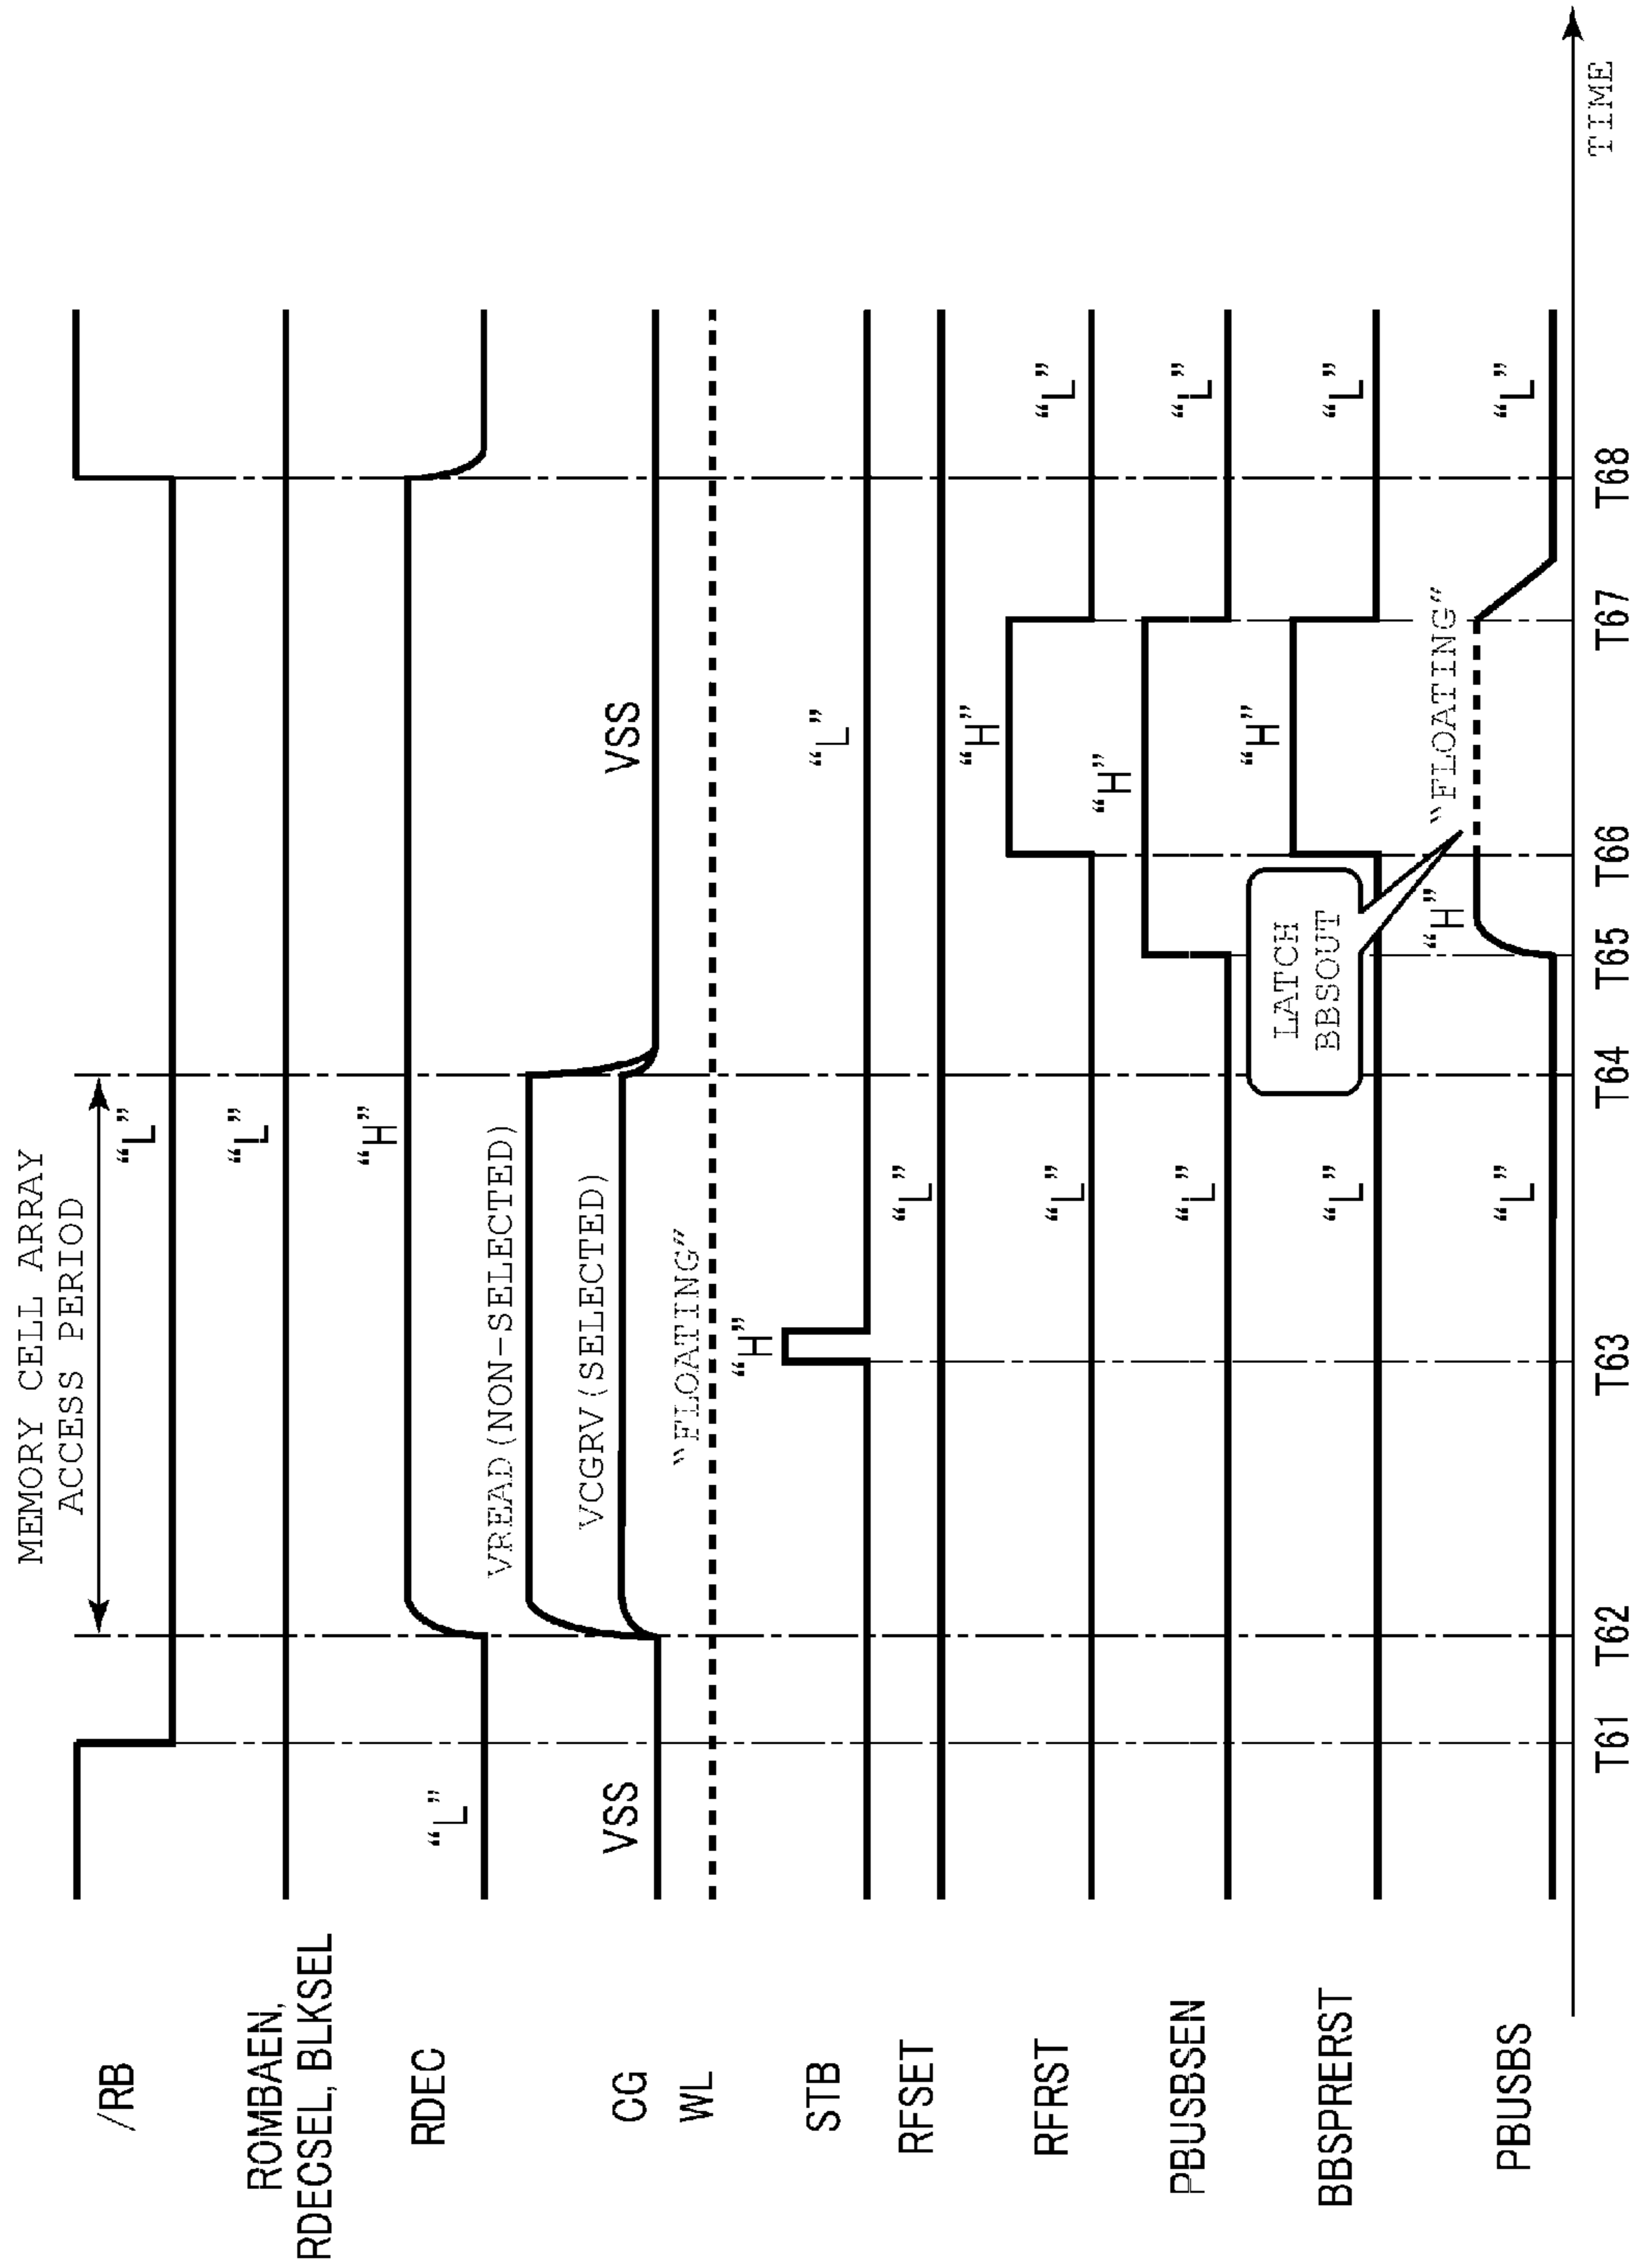 MEMORY CELL ARRAY
ACCESS PERIOD
/RB
“L”
ROMBAEN,
RDECSEL, BLKSEL
“L”
RDEC
“L”
“H”
VREAD (NON-SELECTED)
VCGRV (SELECTED)
CG
VSS
VSS
WL
“FLOATING”
STB
“H”
“L”
RFSET
“L”
RFRST
“L”
“H”
“L”
PBUSBSEN
“L”
“H”
“L”
BBSPRERST
“L”
“H”
“L”
LATCH
BBSOUT
PBUSBS
“L”
“H”
“FLOATING”
“L”
T61 T62 T63 T64 T65 T66 T67 T68
TIME